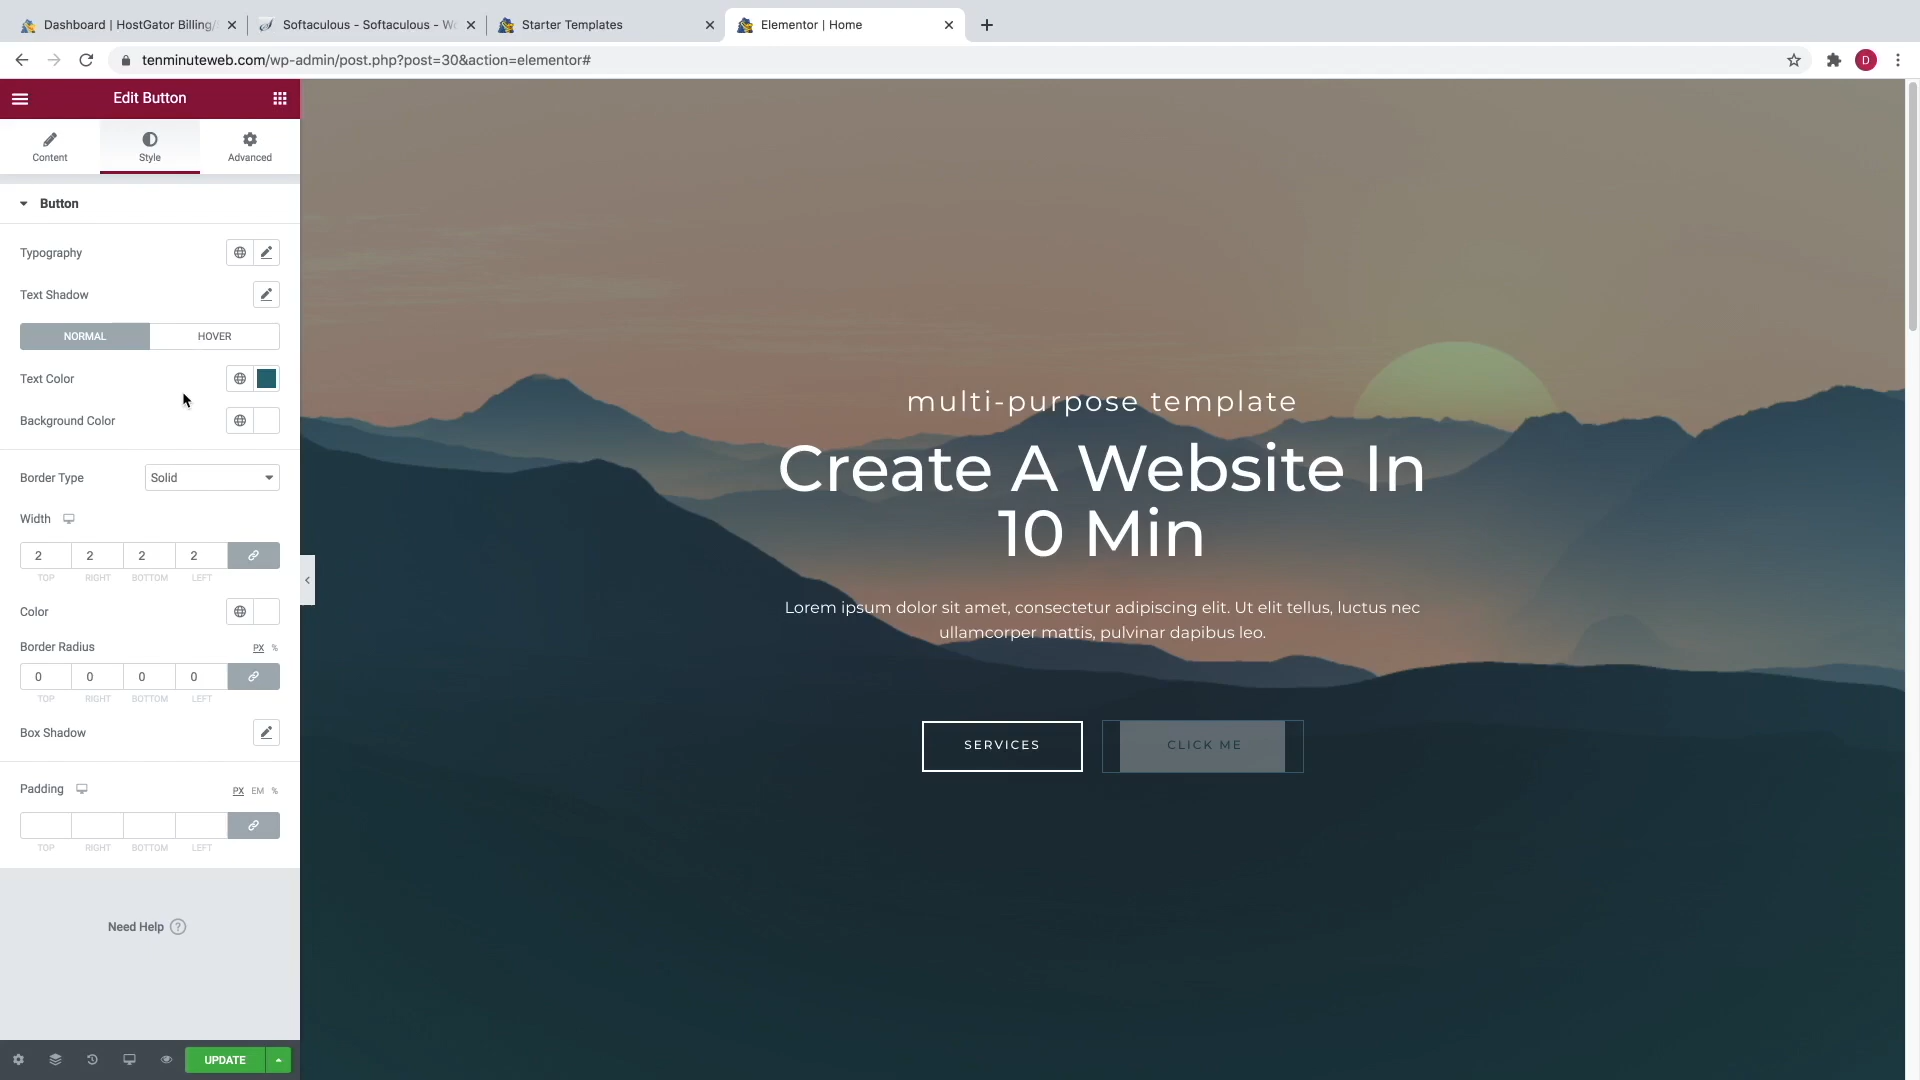 Dashboard | HostGator Billing/
Softaculous - Softaculous - Wo
Starter Templates
Elementor | Home
tenminuteweb.com/wp-admin/post.php?post=30&action=elementor#
D
Edit Button
Content
Style
Advanced
Button
Typography
Text Shadow
NORMAL
HOVER
Text Color
Background Color
Border Type
Solid
Width
2 2 2 2
TOP RIGHT BOTTOM LEFT
Color
Border Radius
PX %
0 0 0 0
TOP RIGHT BOTTOM LEFT
Box Shadow
Padding
PX EM %
TOP RIGHT BOTTOM LEFT
Need Help ?
UPDATE
multi-purpose template
Create A Website In
10 Min
Lorem ipsum dolor sit amet, consectetur adipiscing elit. Ut elit tellus, luctus nec
ullamcorper mattis, pulvinar dapibus leo.
SERVICES
CLICK ME